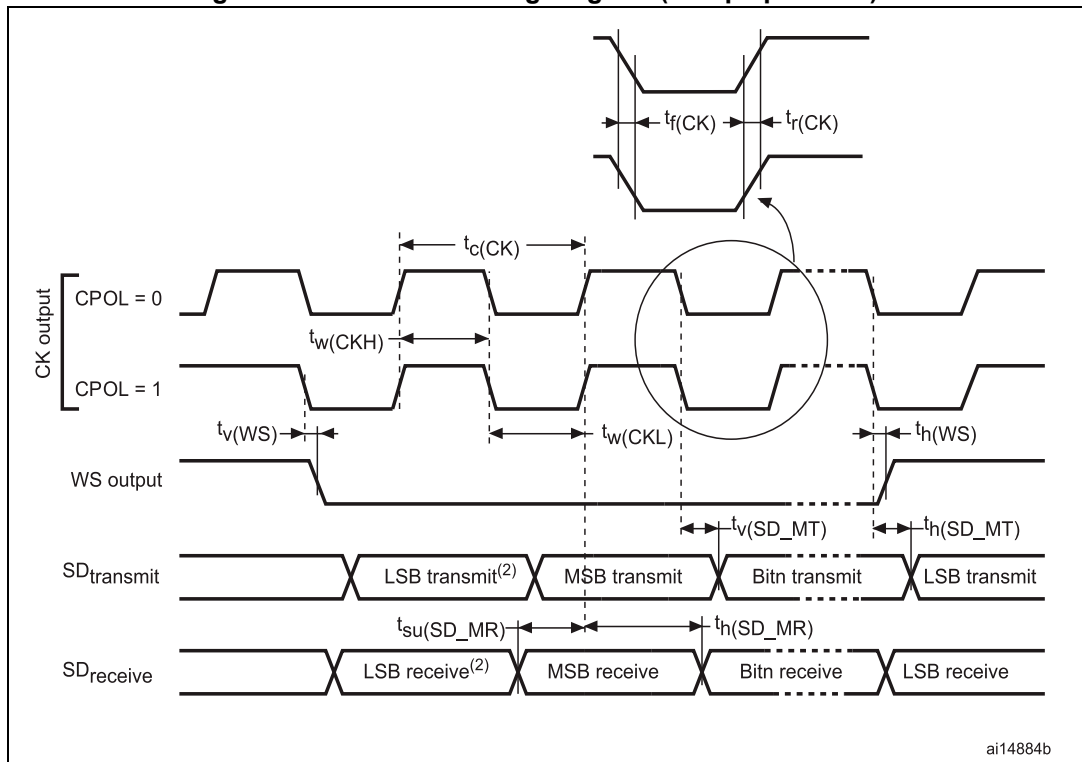 tf(CK)
tr(CK)
tc(CK)
CK output
CPOL = 0
tw(CKH)
CPOL = 1
tv(WS)
tw(CKL)
th(WS)
WS output
tv(SD_MT)
th(SD_MT)
SDtransmit
LSB transmit(2)
MSB transmit
Bitn transmit
LSB transmit
tsu(SD_MR)
th(SD_MR)
SDreceive
LSB receive(2)
MSB receive
Bitn receive
LSB receive
ai14884b